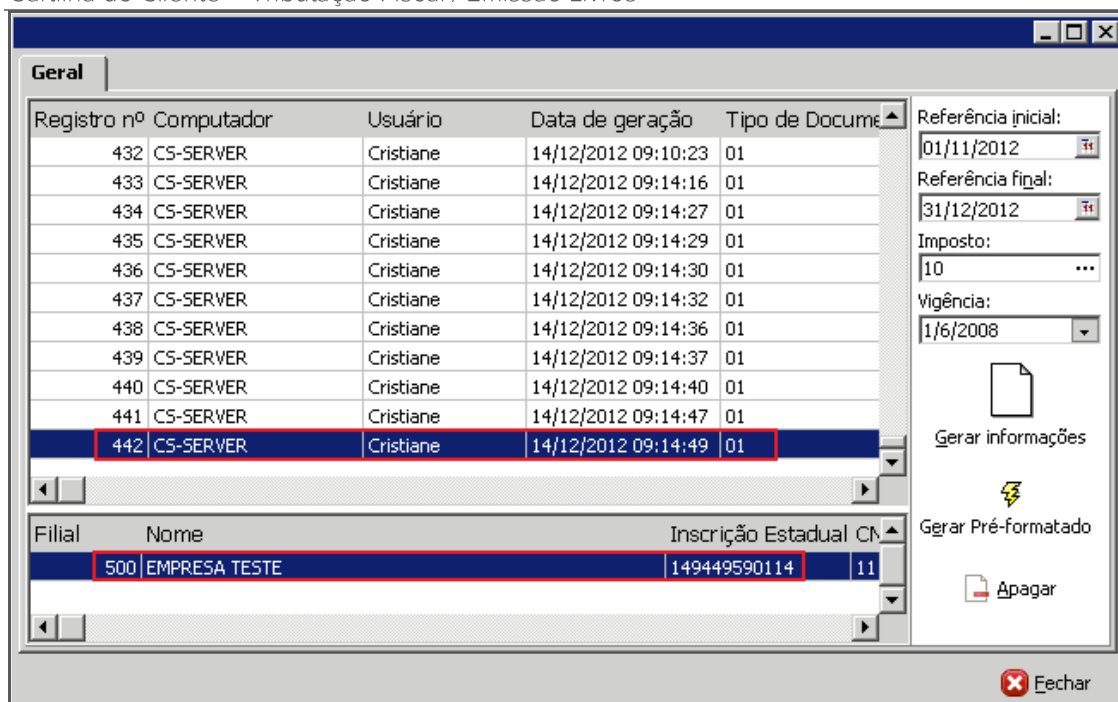 Cartilha do Cliente – Tributação Fiscal / Emissão Livros
Geral
Registro nº Computador Usuário Data de geração Tipo de Docume
432 CS-SERVER Cristiane 14/12/2012 09:10:23 01
433 CS-SERVER Cristiane 14/12/2012 09:14:16 01
434 CS-SERVER Cristiane 14/12/2012 09:14:27 01
435 CS-SERVER Cristiane 14/12/2012 09:14:29 01
436 CS-SERVER Cristiane 14/12/2012 09:14:30 01
437 CS-SERVER Cristiane 14/12/2012 09:14:32 01
438 CS-SERVER Cristiane 14/12/2012 09:14:36 01
439 CS-SERVER Cristiane 14/12/2012 09:14:37 01
440 CS-SERVER Cristiane 14/12/2012 09:14:40 01
441 CS-SERVER Cristiane 14/12/2012 09:14:47 01
442 CS-SERVER Cristiane 14/12/2012 09:14:49 01
Filial Nome Inscrição Estadual CN
500 EMPRESA TESTE 149449590114 11
Referência inicial:
01/11/2012
Referência final:
31/12/2012
Imposto:
10 ...
Vigência:
1/6/2008
Gerar informações
Gerar Pré-formatado
Apagar
Fechar